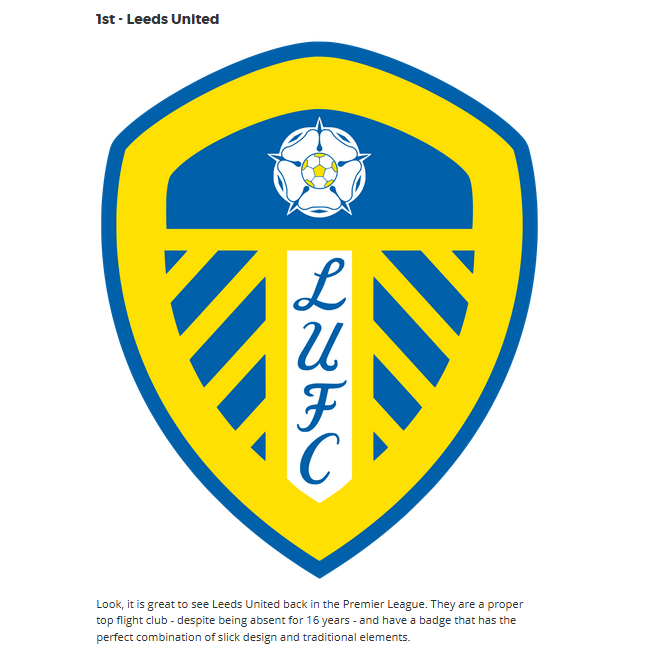 1st - Leeds United
L
U
F
C
Look, it is great to see Leeds United back in the Premier League. They are a proper
top flight club - despite being absent for 16 years - and have a badge that has the
perfect combination of slick design and traditional elements.